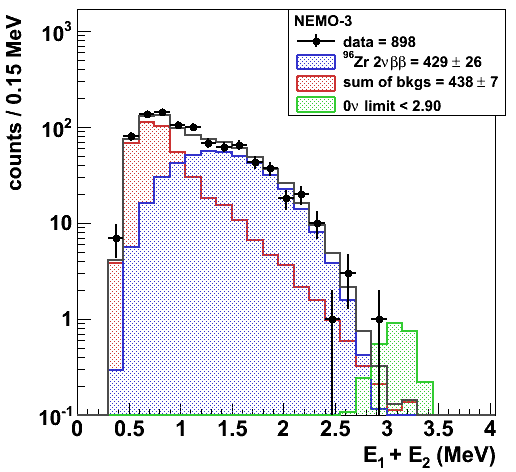 NEMO-3
data = 898
⁹⁶Zr 2νββ = 429 ± 26
sum of bkgs = 438 ± 7
0ν limit < 2.90
counts / 0.15 MeV
10³
10²
10
1
10⁻¹
0 0.5 1 1.5 2 2.5 3 3.5 4
E₁ + E₂ (MeV)